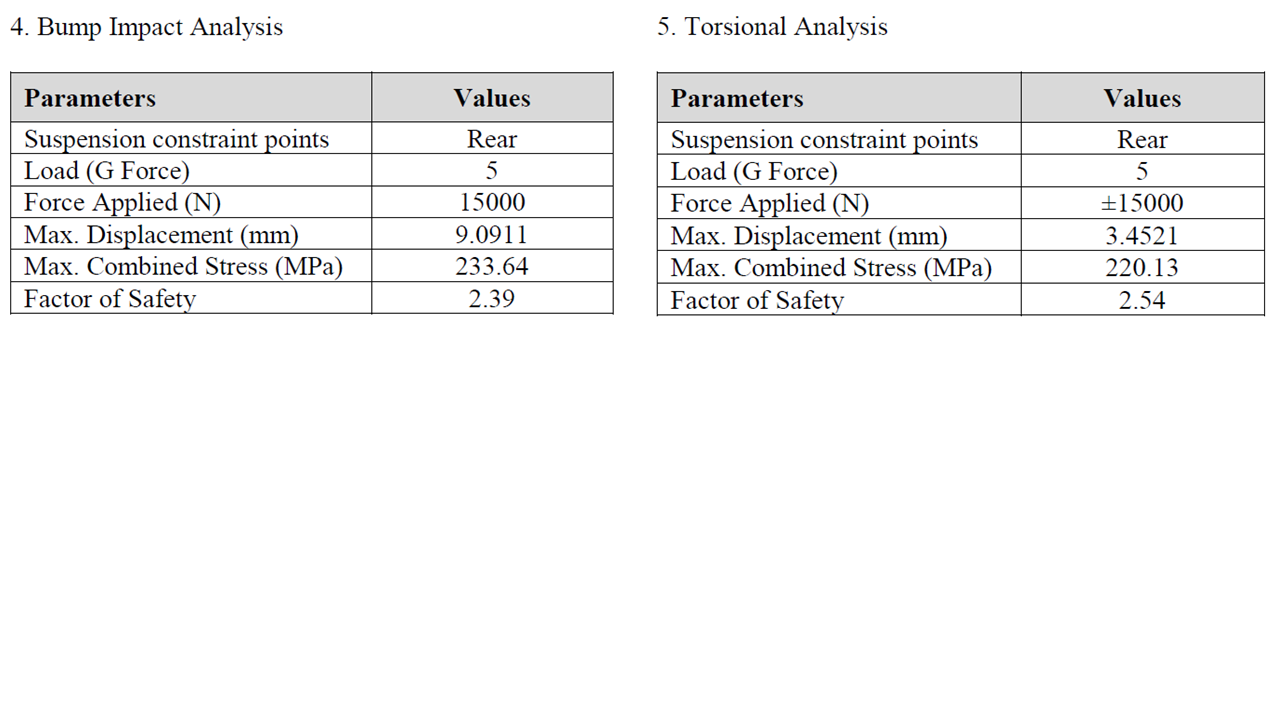 4. Bump Impact Analysis
Parameters Values
Suspension constraint points Rear
Load (G Force) 5
Force Applied (N) 15000
Max. Displacement (mm) 9.0911
Max. Combined Stress (MPa) 233.64
Factor of Safety 2.39
5. Torsional Analysis
Parameters Values
Suspension constraint points Rear
Load (G Force) 5
Force Applied (N) ±15000
Max. Displacement (mm) 3.4521
Max. Combined Stress (MPa) 220.13
Factor of Safety 2.54